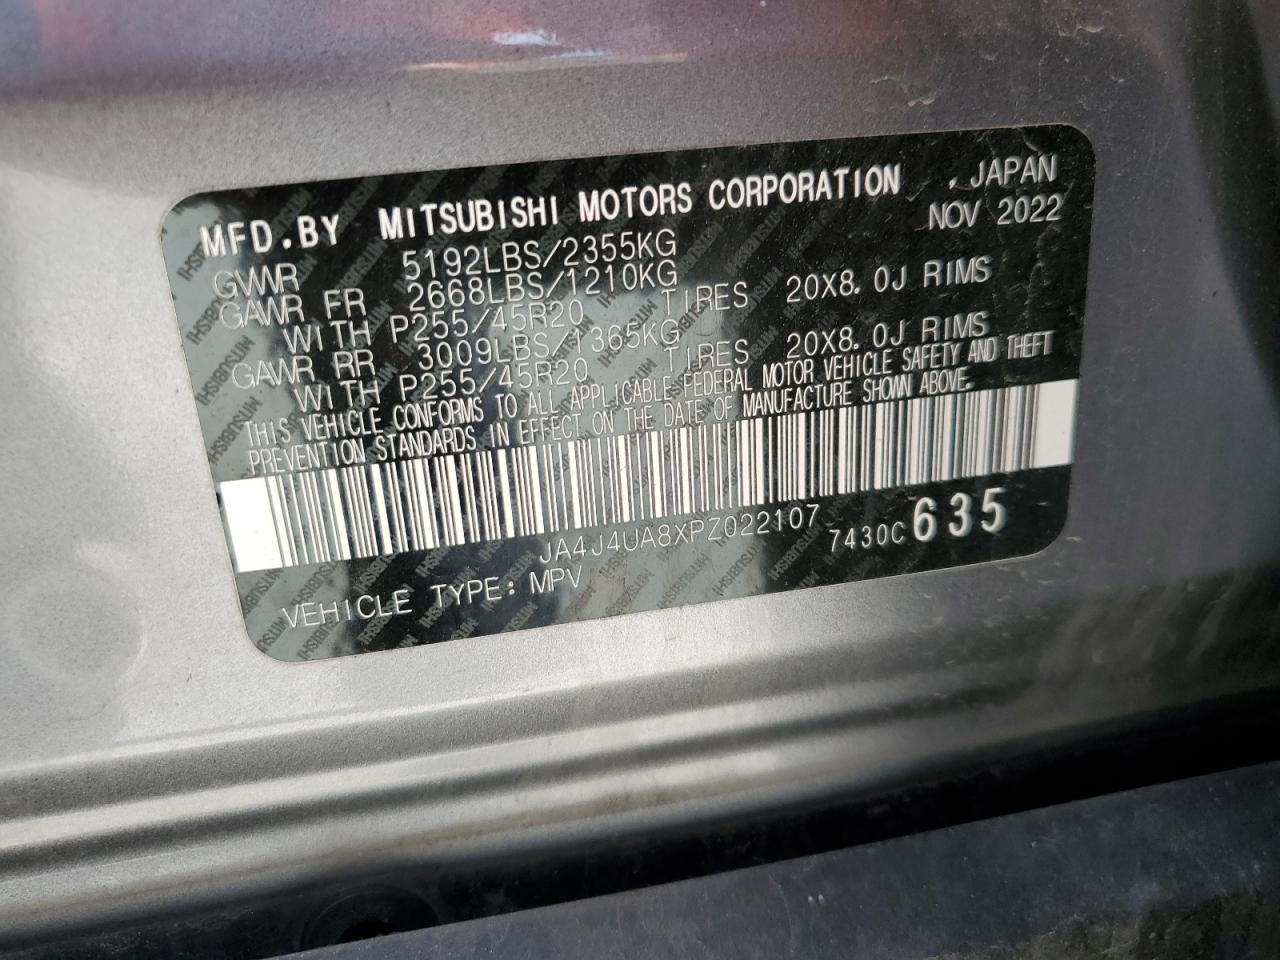 MFD.BY MITSUBISHI MOTORS CORPORATION , JAPAN
NOV 2022
GVWR 5192LBS/2355KG
GAWR FR 2668LBS/1210KG
WITH P255/45R20 TIRES 20X8.0J RIMS
GAWR RR 3009LBS/1365KG
WITH P255/45R20 TIRES 20X8.0J RIMS
THIS VEHICLE CONFORMS TO ALL APPLICABLE FEDERAL MOTOR VEHICLE SAFETY AND THEFT
PREVENTION STANDARDS IN EFFECT ON THE DATE OF MANUFACTURE SHOWN ABOVE.
JA4J4UA8XPZ022107 7430C 635
VEHICLE TYPE: MPV